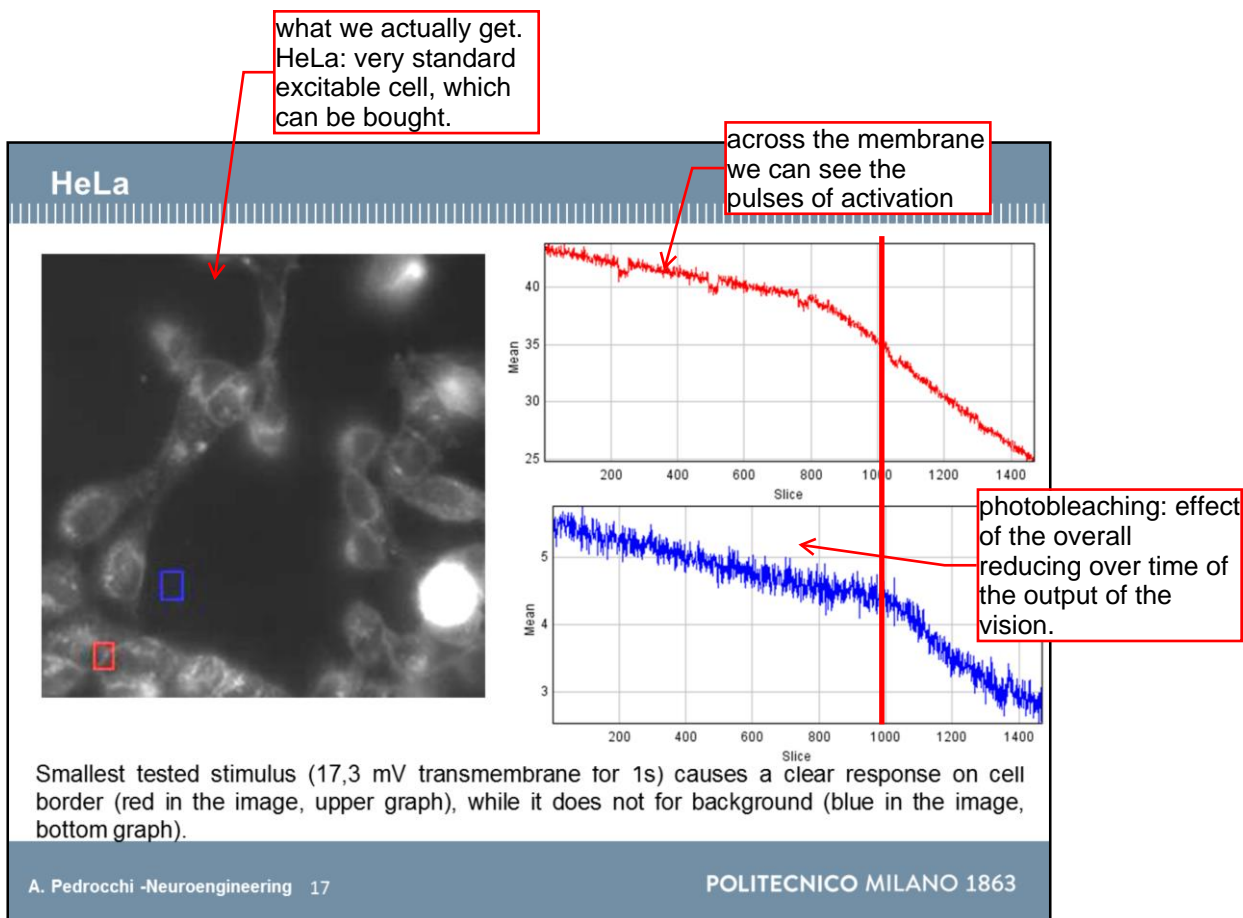 what we actually get.
HeLa: very standard
excitable cell, which
can be bought.
across the membrane
we can see the
pulses of activation
HeLa
40
35
30
25
Mean
200 400 600 800 1000 1200 1400
Slice
photobleaching: effect
of the overall
reducing over time of
the output of the
vision.
5
4
3
Mean
200 400 600 800 1000 1200 1400
Slice
Smallest tested stimulus (17,3 mV transmembrane for 1s) causes a clear response on cell
border (red in the image, upper graph), while it does not for background (blue in the image,
bottom graph).
A. Pedrocchi -Neuroengineering 17
POLITECNICO MILANO 1863